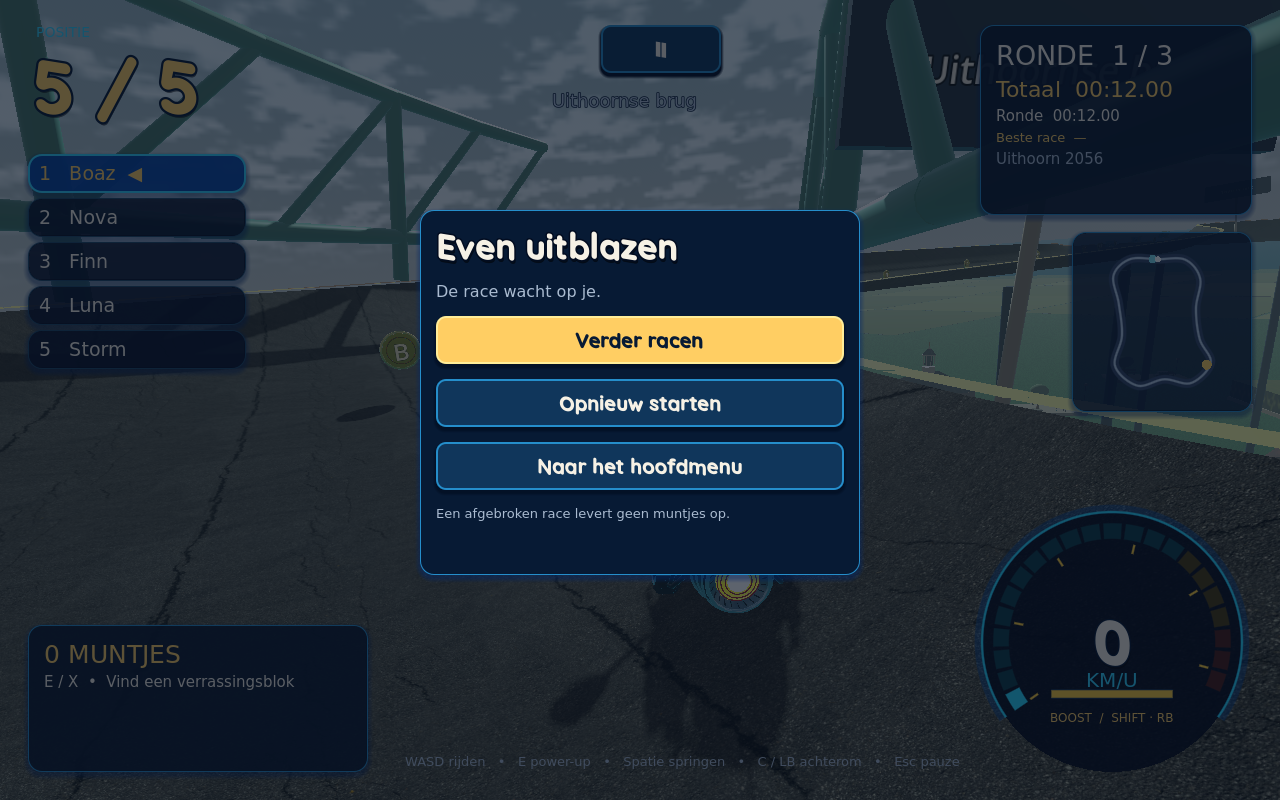 5 / 5
1 Boaz ◀
2 Nova
3 Finn
4 Luna
5 Storm
Uithoornse brug
RONDE 1 / 3
Totaal 00:12.00
Ronde 00:12.00
Beste race —
Uithoorn 2056
Even uitblazen
De race wacht op je.
Verder racen
Opnieuw starten
Naar het hoofdmenu
Een afgebroken race levert geen muntjes op.
B
0 MUNTJES
E / X • Vind een verrassingsblok
0
KM/U
BOOST / SHIFT · RB
WASD rijden • E power-up • Spatie springen • C / LB achterom • Esc pauze